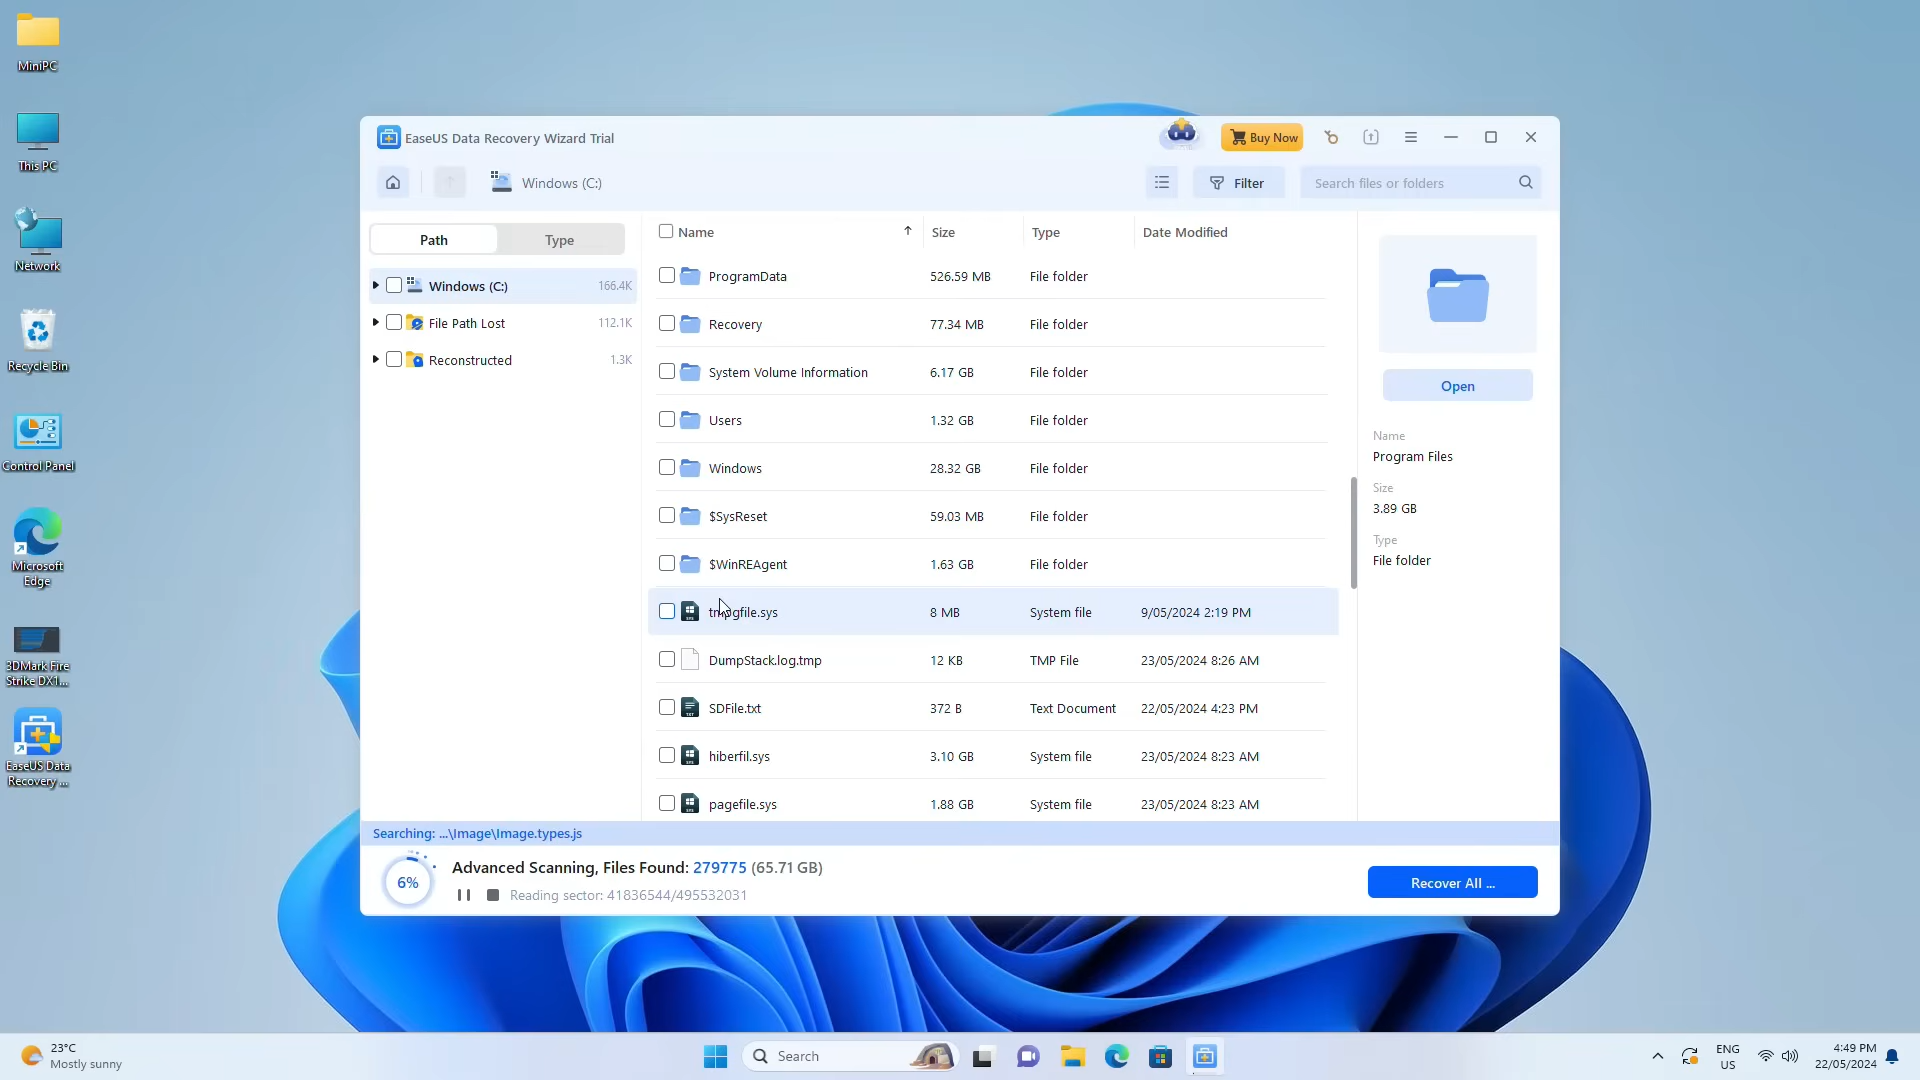 MiniPC
This PC
Network
Recycle Bin
Control Panel
Microsoft
Edge
3DMark Fire
Strike DX1...
EaseUS Data
Recovery ...
EaseUS Data Recovery Wizard Trial
Buy Now
Windows (C:)
Filter
Search files or folders
Path
Type
Windows (C:) 166.4K
File Path Lost 112.1K
Reconstructed 1.3K
Name Size Type Date Modified
ProgramData 526.59 MB File folder
Recovery 77.34 MB File folder
System Volume Information 6.17 GB File folder
Users 1.32 GB File folder
Windows 28.32 GB File folder
$SysReset 59.03 MB File folder
$WinREAgent 1.63 GB File folder
8 MB System file 9/05/2024 2:19 PM
DumpStack.log.tmp 12 KB TMP File 23/05/2024 8:26 AM
SDFile.txt 372 B Text Document 22/05/2024 4:23 PM
hiberfil.sys 3.10 GB System file 23/05/2024 8:23 AM
pagefile.sys 1.88 GB System file 23/05/2024 8:23 AM
Open
Name
Program Files
Size
3.89 GB
Type
File folder
Searching: ...\Image\Image.types.js
6%
Advanced Scanning, Files Found: 279775 (65.71 GB)
Reading sector: 41836544/495532031
Recover All ...
23°C
Mostly sunny
Search
ENG
US
4:49 PM
22/05/2024